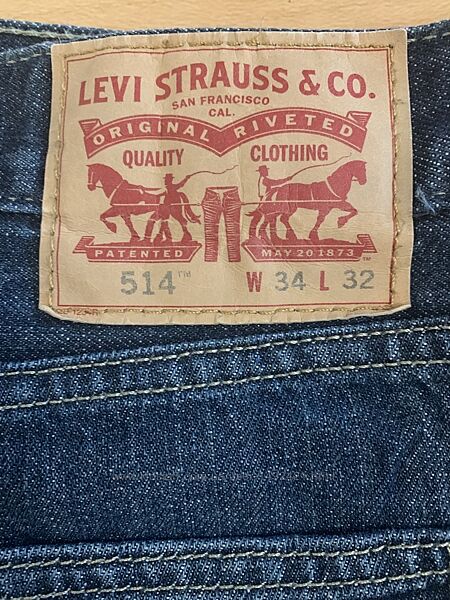 LEVI STRAUSS & CO.
SAN FRANCISCO
CAL.
ORIGINAL RIVETED
QUALITY CLOTHING
PATENTED MAY 20 1873
514™ W 34 L 32